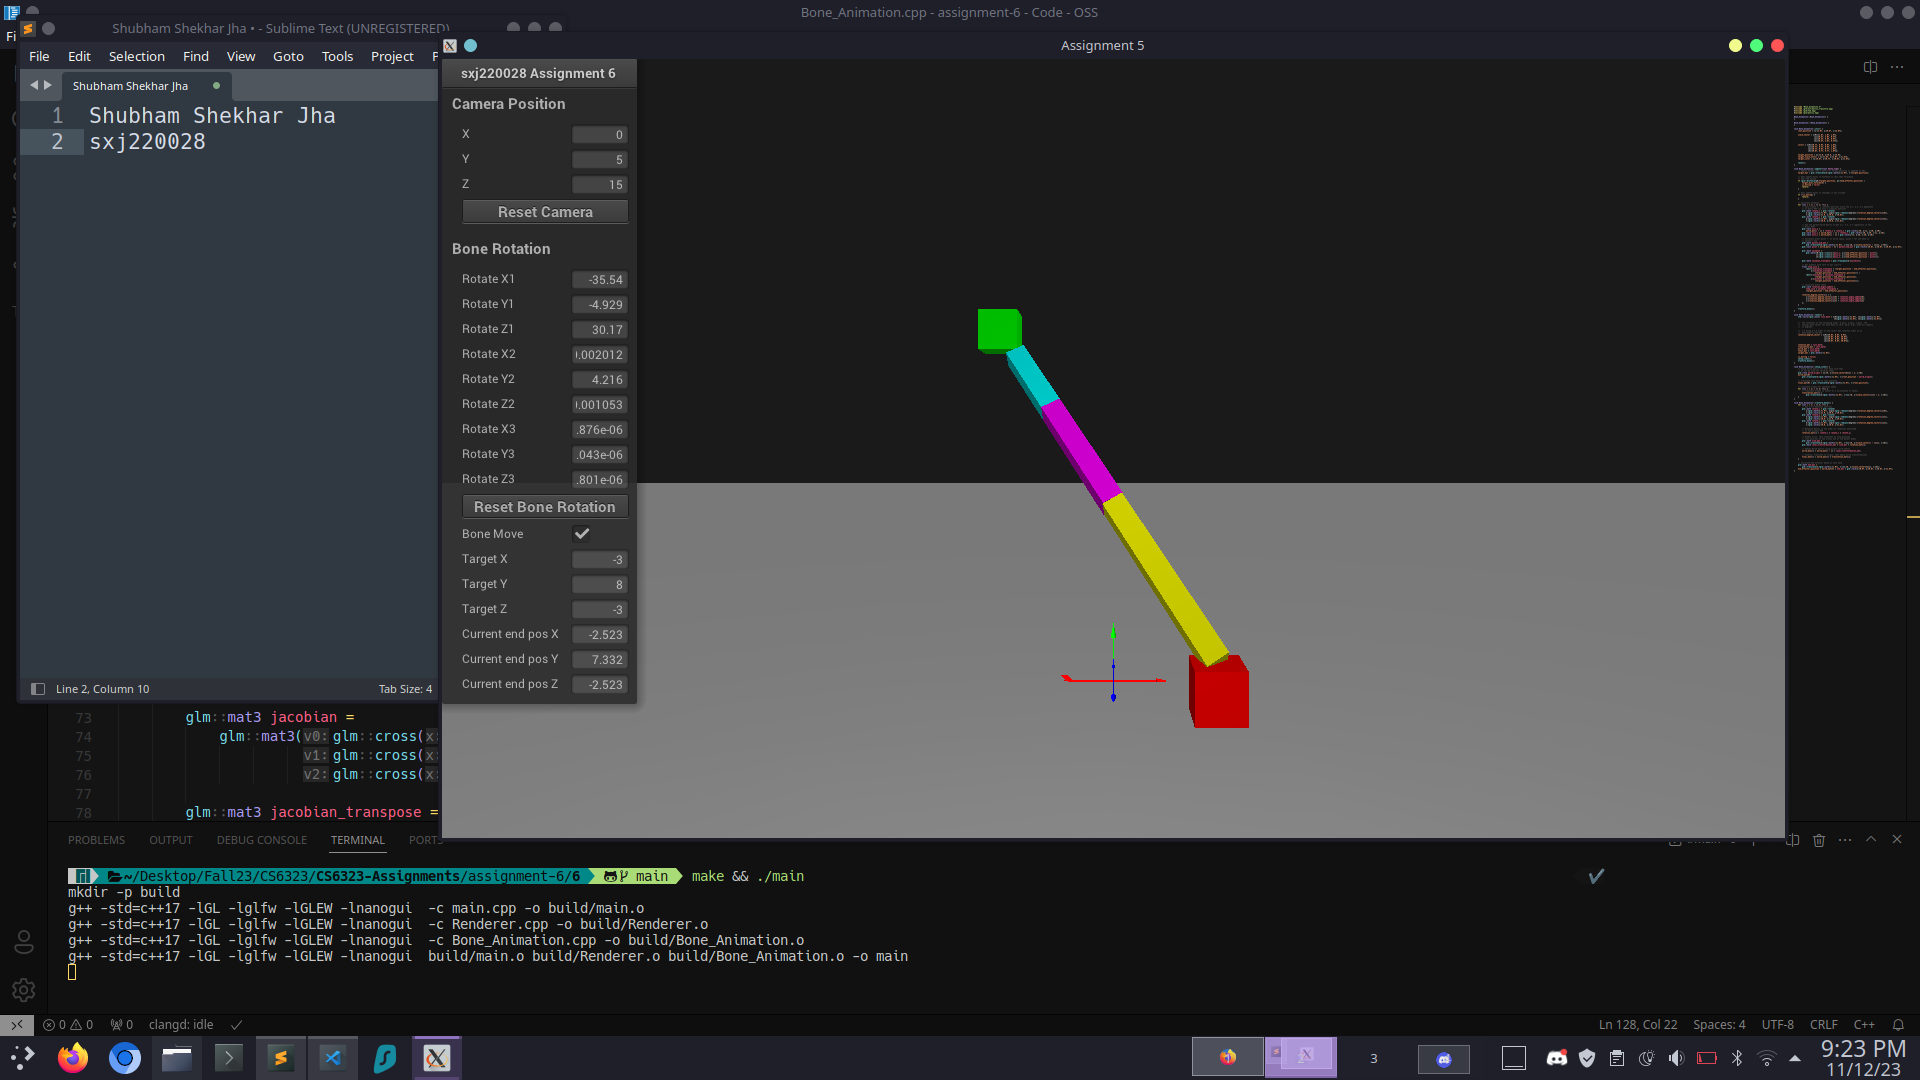 Bone_Animation.cpp - assignment-6 - Code - OSS
Shubham Shekhar Jha • - Sublime Text (UNREGISTERED)
File Edit Selection Find View Goto Tools Project
Shubham Shekhar Jha
1 Shubham Shekhar Jha
2 sxj220028
Line 2, Column 10 Tab Size: 4
Assignment 5
sxj220028 Assignment 6
Camera Position
X 0
Y 5
Z 15
Reset Camera
Bone Rotation
Rotate X1 -35.54
Rotate Y1 -4.929
Rotate Z1 30.17
Rotate X2 .002012
Rotate Y2 4.216
Rotate Z2 .001053
Rotate X3 .876e-06
Rotate Y3 .043e-06
Rotate Z3 .801e-06
Reset Bone Rotation
Bone Move
Target X -3
Target Y 8
Target Z -3
Current end pos X -2.523
Current end pos Y 7.332
Current end pos Z -2.523
73 glm::mat3 jacobian =
74 glm::mat3(v0: glm::cross(x:
75 v1: glm::cross(x:
76 v2: glm::cross(x:
77
78 glm::mat3 jacobian_transpose =
PROBLEMS OUTPUT DEBUG CONSOLE TERMINAL PORTS
~/Desktop/Fall23/CS6323/CS6323-Assignments/assignment-6/6 main make && ./main
mkdir -p build
g++ -std=c++17 -lGL -lglfw -lGLEW -lnanogui -c main.cpp -o build/main.o
g++ -std=c++17 -lGL -lglfw -lGLEW -lnanogui -c Renderer.cpp -o build/Renderer.o
g++ -std=c++17 -lGL -lglfw -lGLEW -lnanogui -c Bone_Animation.cpp -o build/Bone_Animation.o
g++ -std=c++17 -lGL -lglfw -lGLEW -lnanogui build/main.o build/Renderer.o build/Bone_Animation.o -o main
0 0 0 clangd: idle Ln 128, Col 22 Spaces: 4 UTF-8 CRLF C++
3
9:23 PM
11/12/23